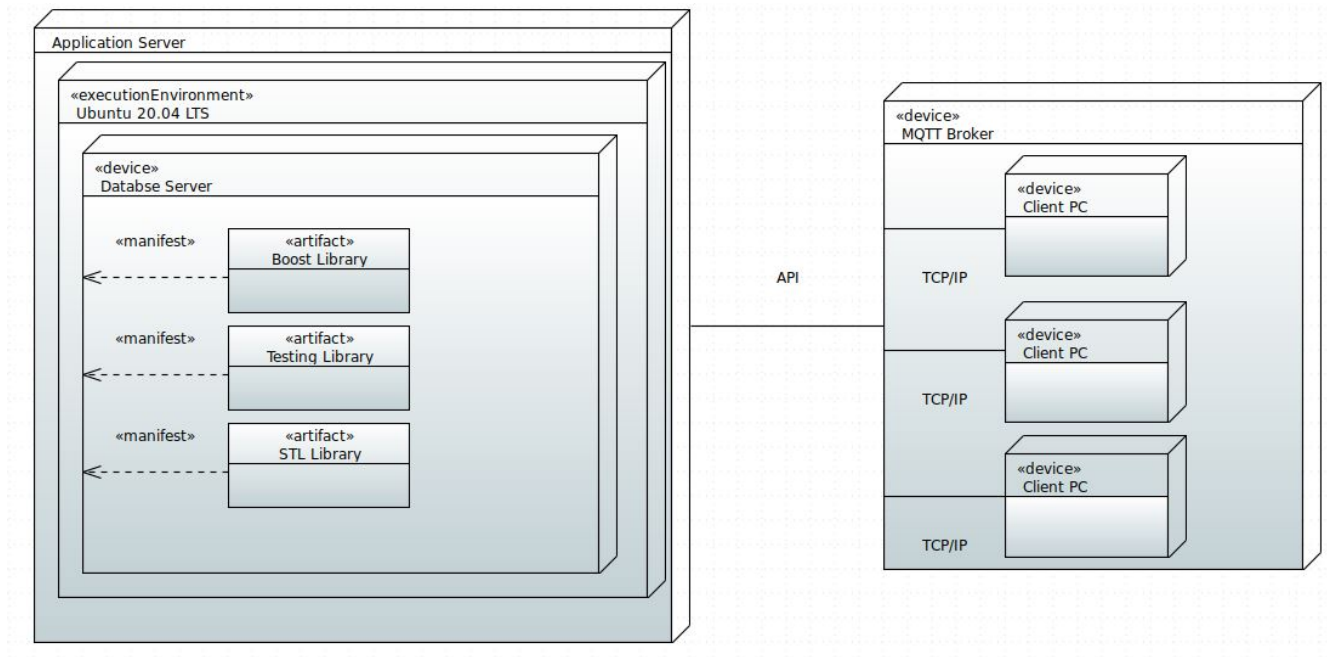 Application Server
«executionEnvironment»
Ubuntu 20.04 LTS
«device»
Databse Server
«manifest»
«artifact»
Boost Library
«manifest»
«artifact»
Testing Library
«manifest»
«artifact»
STL Library
API
«device»
MQTT Broker
«device»
Client PC
TCP/IP
«device»
Client PC
TCP/IP
«device»
Client PC
TCP/IP